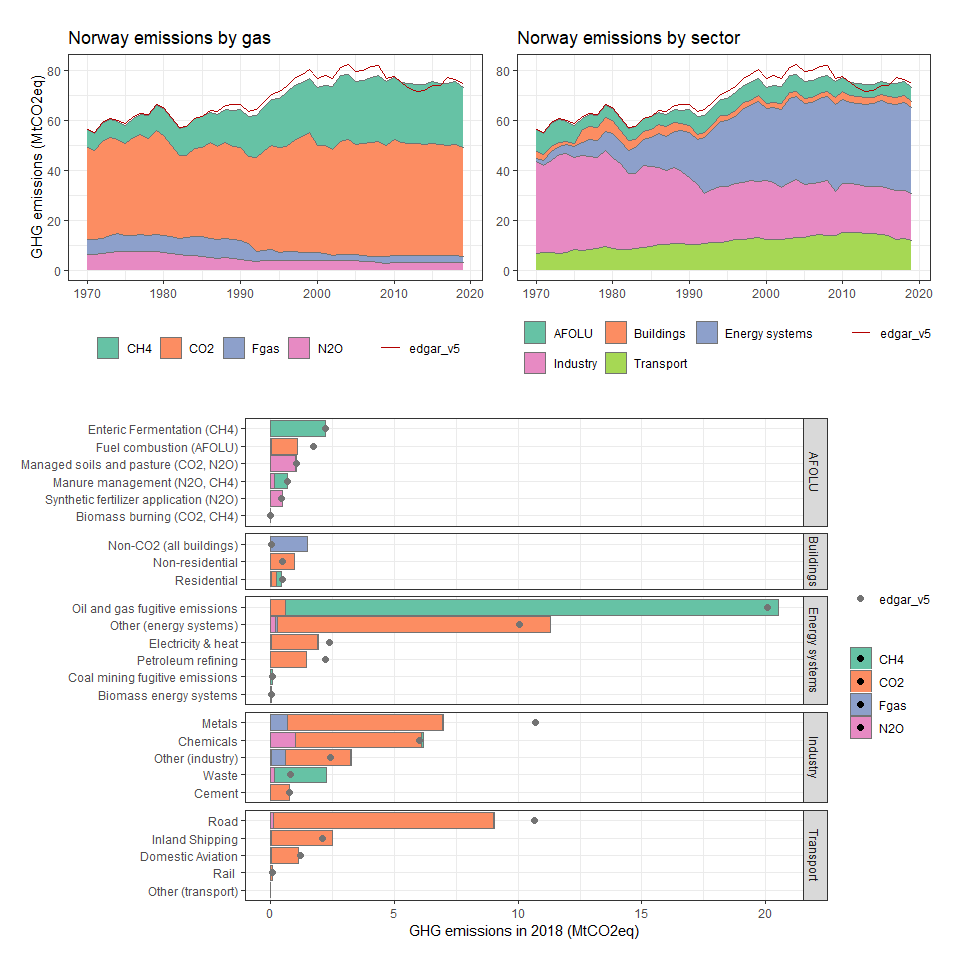 Norway emissions by gas
GHG emissions (MtCO2eq)
80
60
40
20
0
1970 1980 1990 2000 2010 2020
CH4 CO2 Fgas N2O edgar_v5
Norway emissions by sector
80
60
40
20
0
1970 1980 1990 2000 2010 2020
AFOLU Buildings Energy systems edgar_v5
Industry Transport
Enteric Fermentation (CH4)
Fuel combustion (AFOLU)
Managed soils and pasture (CO2, N2O)
Manure management (N2O, CH4)
Synthetic fertilizer application (N2O)
Biomass burning (CO2, CH4)
AFOLU
Non-CO2 (all buildings)
Non-residential
Residential
Buildings
Oil and gas fugitive emissions
Other (energy systems)
Electricity & heat
Petroleum refining
Coal mining fugitive emissions
Biomass energy systems
Energy systems
Metals
Chemicals
Other (industry)
Waste
Cement
Industry
Road
Inland Shipping
Domestic Aviation
Rail
Other (transport)
Transport
0 5 10 15 20
GHG emissions in 2018 (MtCO2eq)
edgar_v5
CH4
CO2
Fgas
N2O